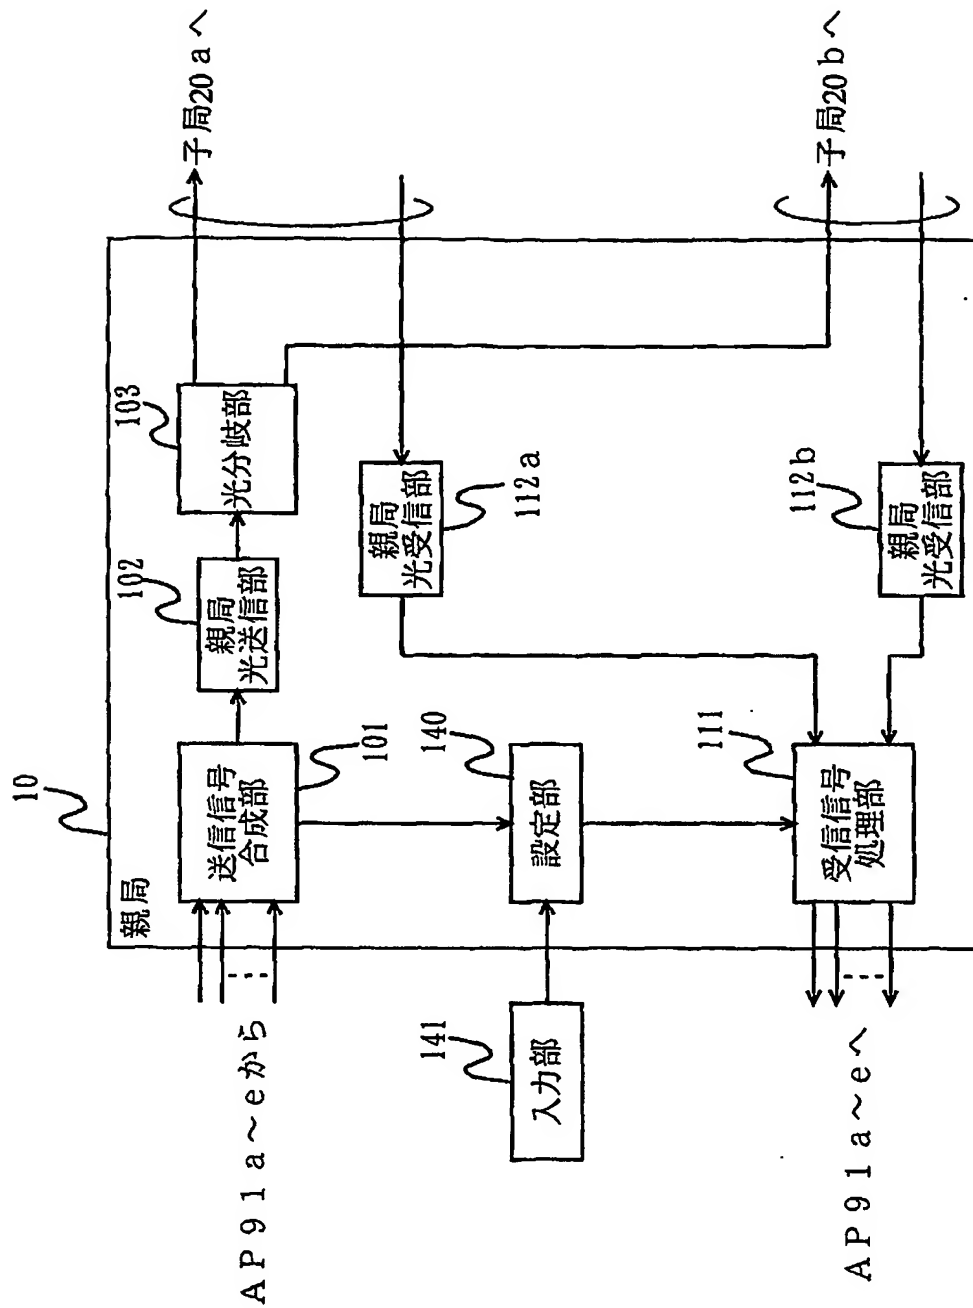 10
親局
AP91a～eから
送信信号
合成部
101
102
親局
光送信部
103
光分岐部
子局20aへ
141
入力部
140
設定部
親局
光受信部
112a
AP91a～eへ
111
受信信号
処理部
親局
光受信部
112b
子局20bへ